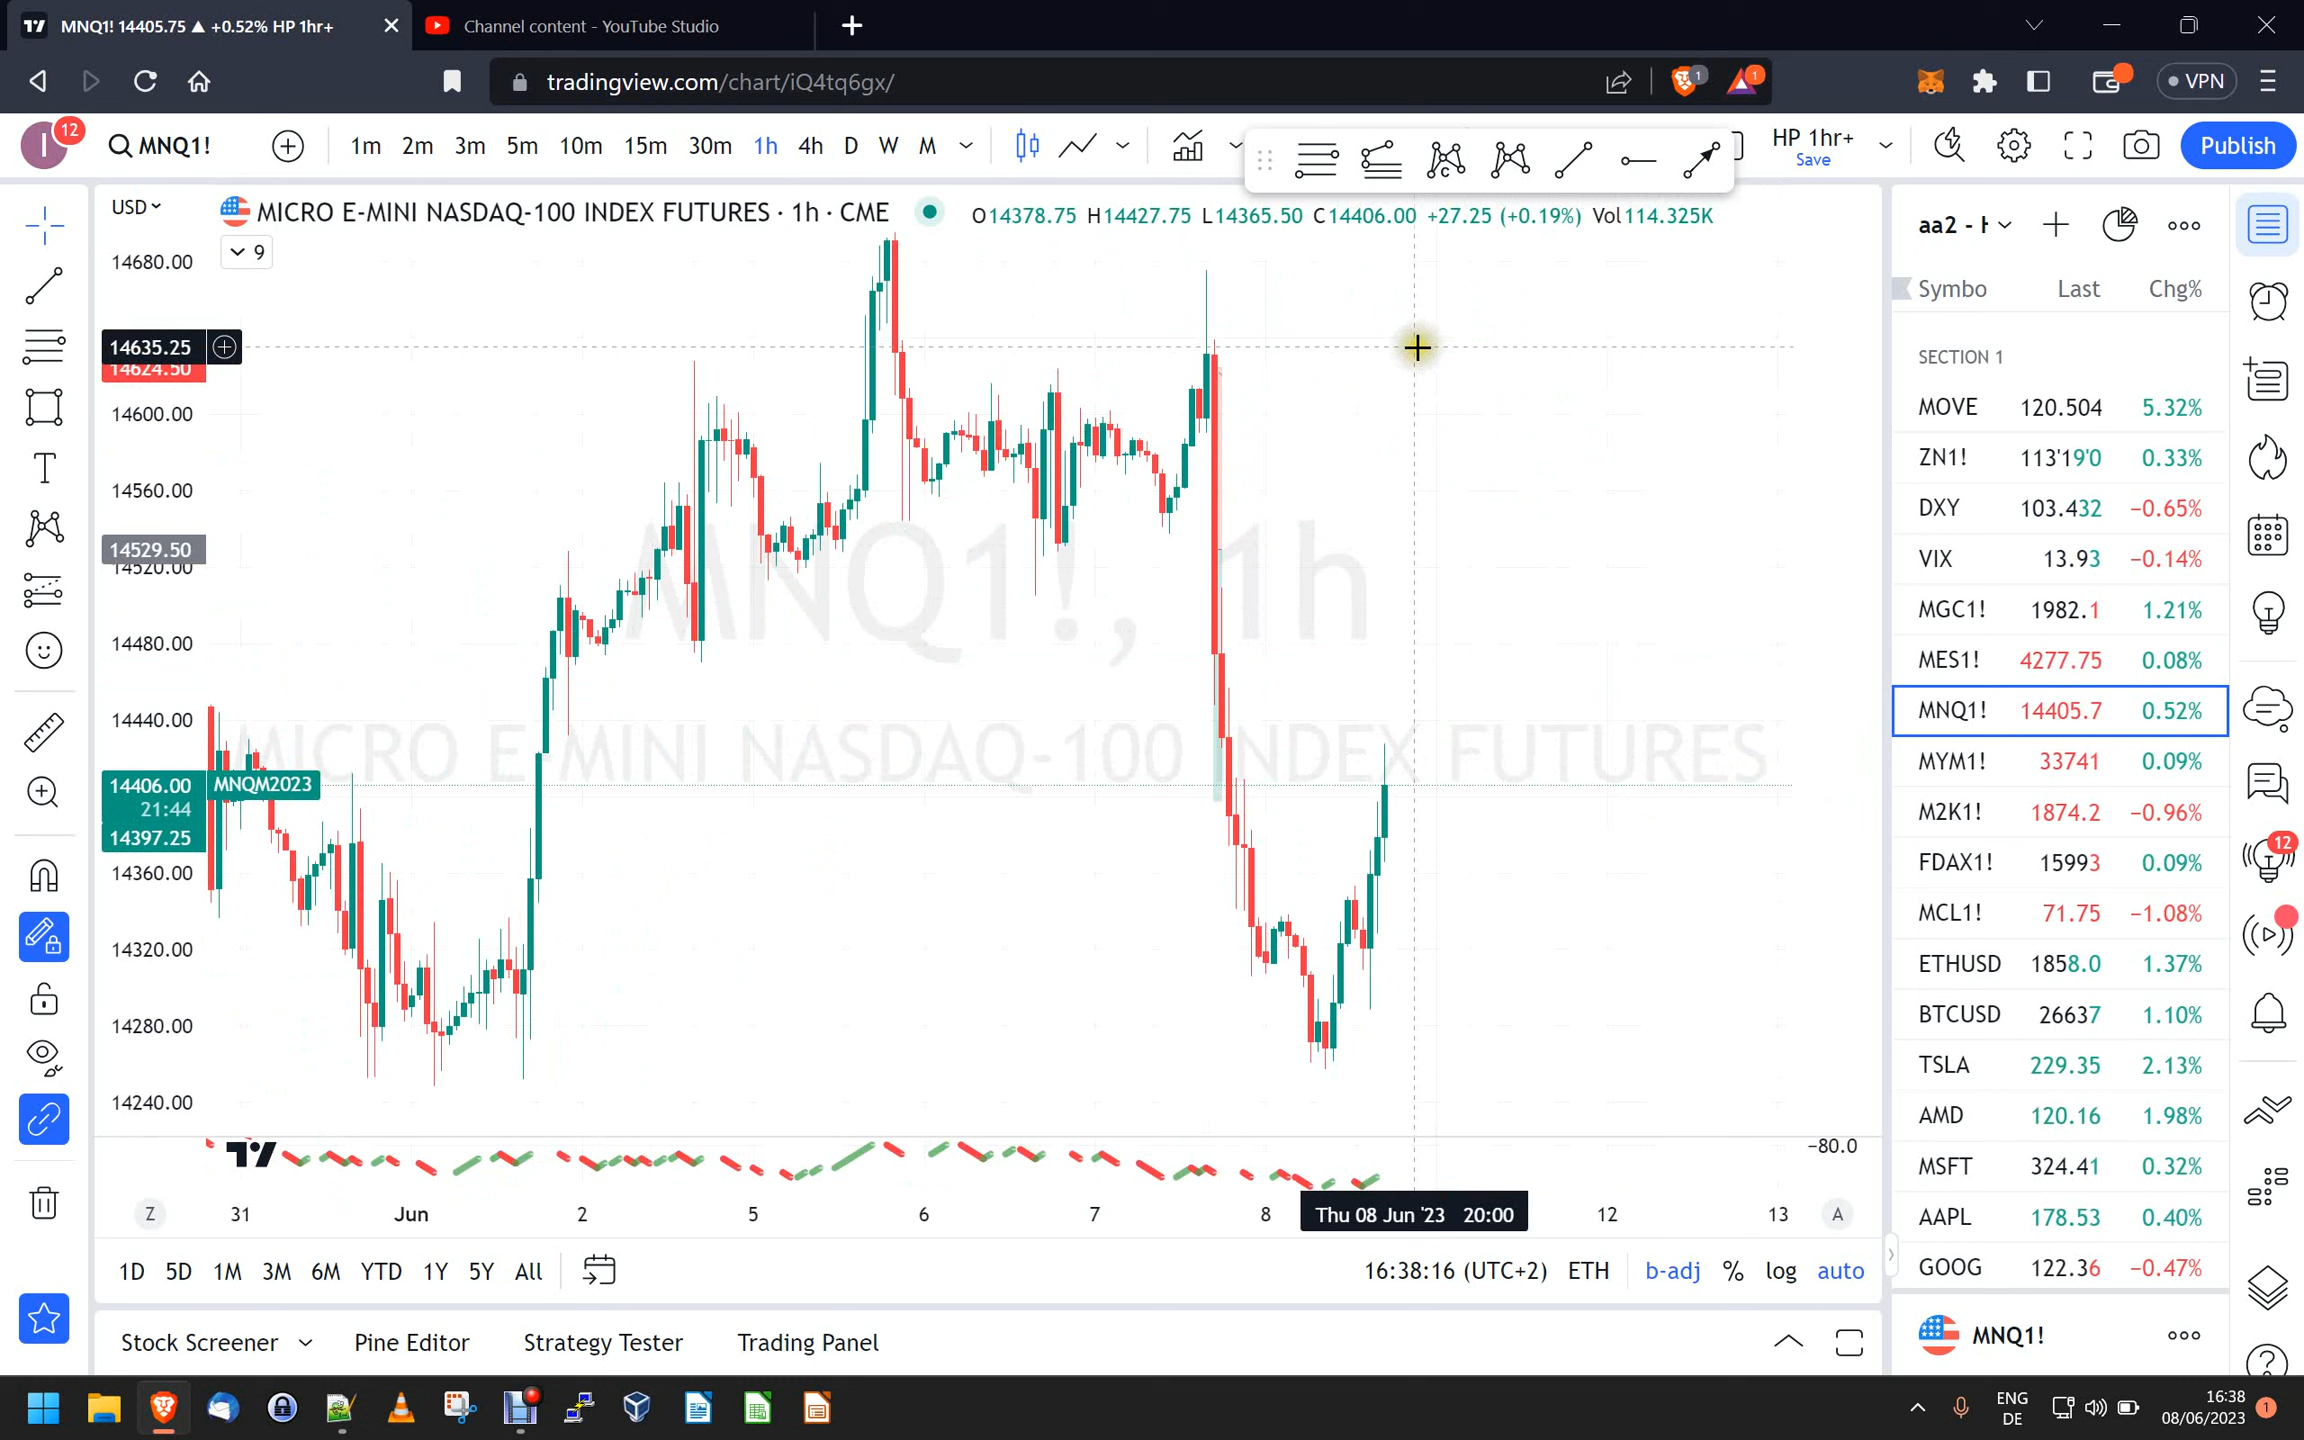 MNQ1! 14405.75 ▲ +0.52% HP 1hr+
Channel content - YouTube Studio
tradingview.com/chart/iQ4tq6gx/
1
1
VPN
I
12
MNQ1!
1m 2m 3m 5m 10m 15m 30m 1h 4h D W M
HP 1hr+
Save
Publish
USD
MICRO E-MINI NASDAQ-100 INDEX FUTURES · 1h · CME
O14378.75 H14427.75 L14365.50 C14406.00 +27.25 (+0.19%) Vol114.325K
9
14680.00
14635.25
14624.50
14600.00
14560.00
14529.50
14520.00
14480.00
14440.00
14406.00 MNQM2023
21:44
14397.25
14360.00
14320.00
14280.00
14240.00
MNQ1!, 1h
MICRO E-MINI NASDAQ-100 INDEX FUTURES
−80.0
Z 31 Jun 2 5 6 7 8 Thu 08 Jun '23 20:00 12 13 A
1D 5D 1M 3M 6M YTD 1Y 5Y All
16:38:16 (UTC+2) ETH b-adj % log auto
Stock Screener Pine Editor Strategy Tester Trading Panel
Symbo Last Chg%
SECTION 1
MOVE 120.504 5.32%
ZN1! 113'19'0 0.33%
DXY 103.432 −0.65%
VIX 13.93 −0.14%
MGC1! 1982.1 1.21%
MES1! 4277.75 0.08%
MNQ1! 14405.7 0.52%
MYM1! 33741 0.09%
M2K1! 1874.2 −0.96%
FDAX1! 15993 0.09%
MCL1! 71.75 −1.08%
ETHUSD 1858.0 1.37%
BTCUSD 26637 1.10%
TSLA 229.35 2.13%
AMD 120.16 1.98%
MSFT 324.41 0.32%
AAPL 178.53 0.40%
GOOG 122.36 −0.47%
MNQ1!
12
ENG
DE
16:38
08/06/2023
1